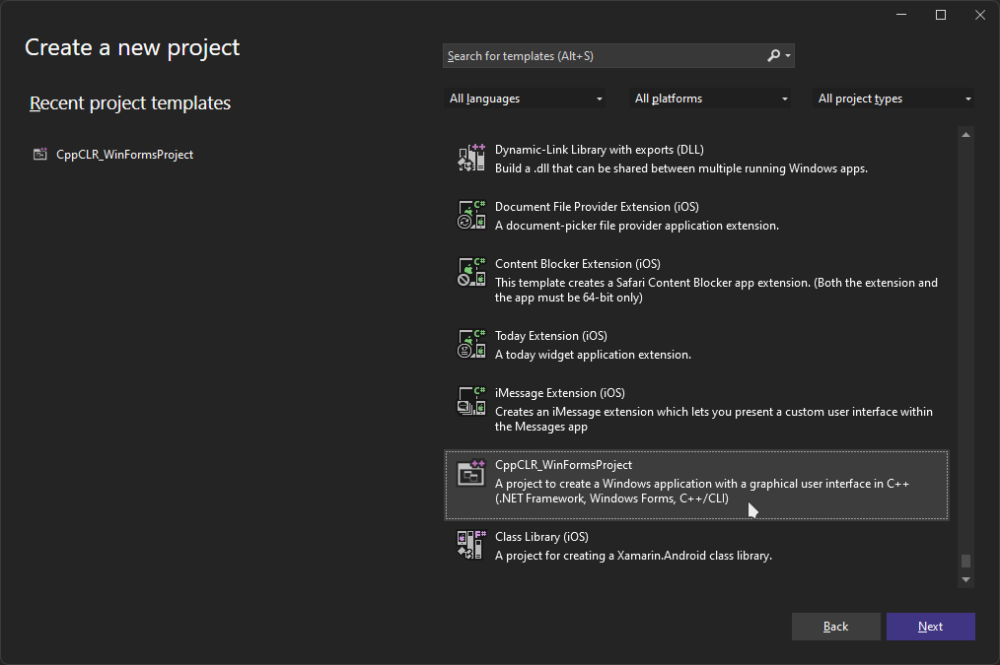 Create a new project
Search for templates (Alt+S)
All languages
All platforms
All project types
Recent project templates
CppCLR_WinFormsProject
++
Dynamic-Link Library with exports (DLL)
Build a .dll that can be shared between multiple running Windows apps.
C#
Document File Provider Extension (iOS)
A document-picker file provider application extension.
C#
Content Blocker Extension (iOS)
This template creates a Safari Content Blocker app extension. (Both the extension and
the app must be 64-bit only)
C#
12
Today Extension (iOS)
A today widget application extension.
C#
iMessage Extension (iOS)
Creates an iMessage extension which lets you present a custom user interface within
the Messages app
++
CppCLR_WinFormsProject
A project to create a Windows application with a graphical user interface in C++
(.NET Framework, Windows Forms, C++/CLI)
F#
Class Library (iOS)
A project for creating a Xamarin.Android class library.
Back
Next